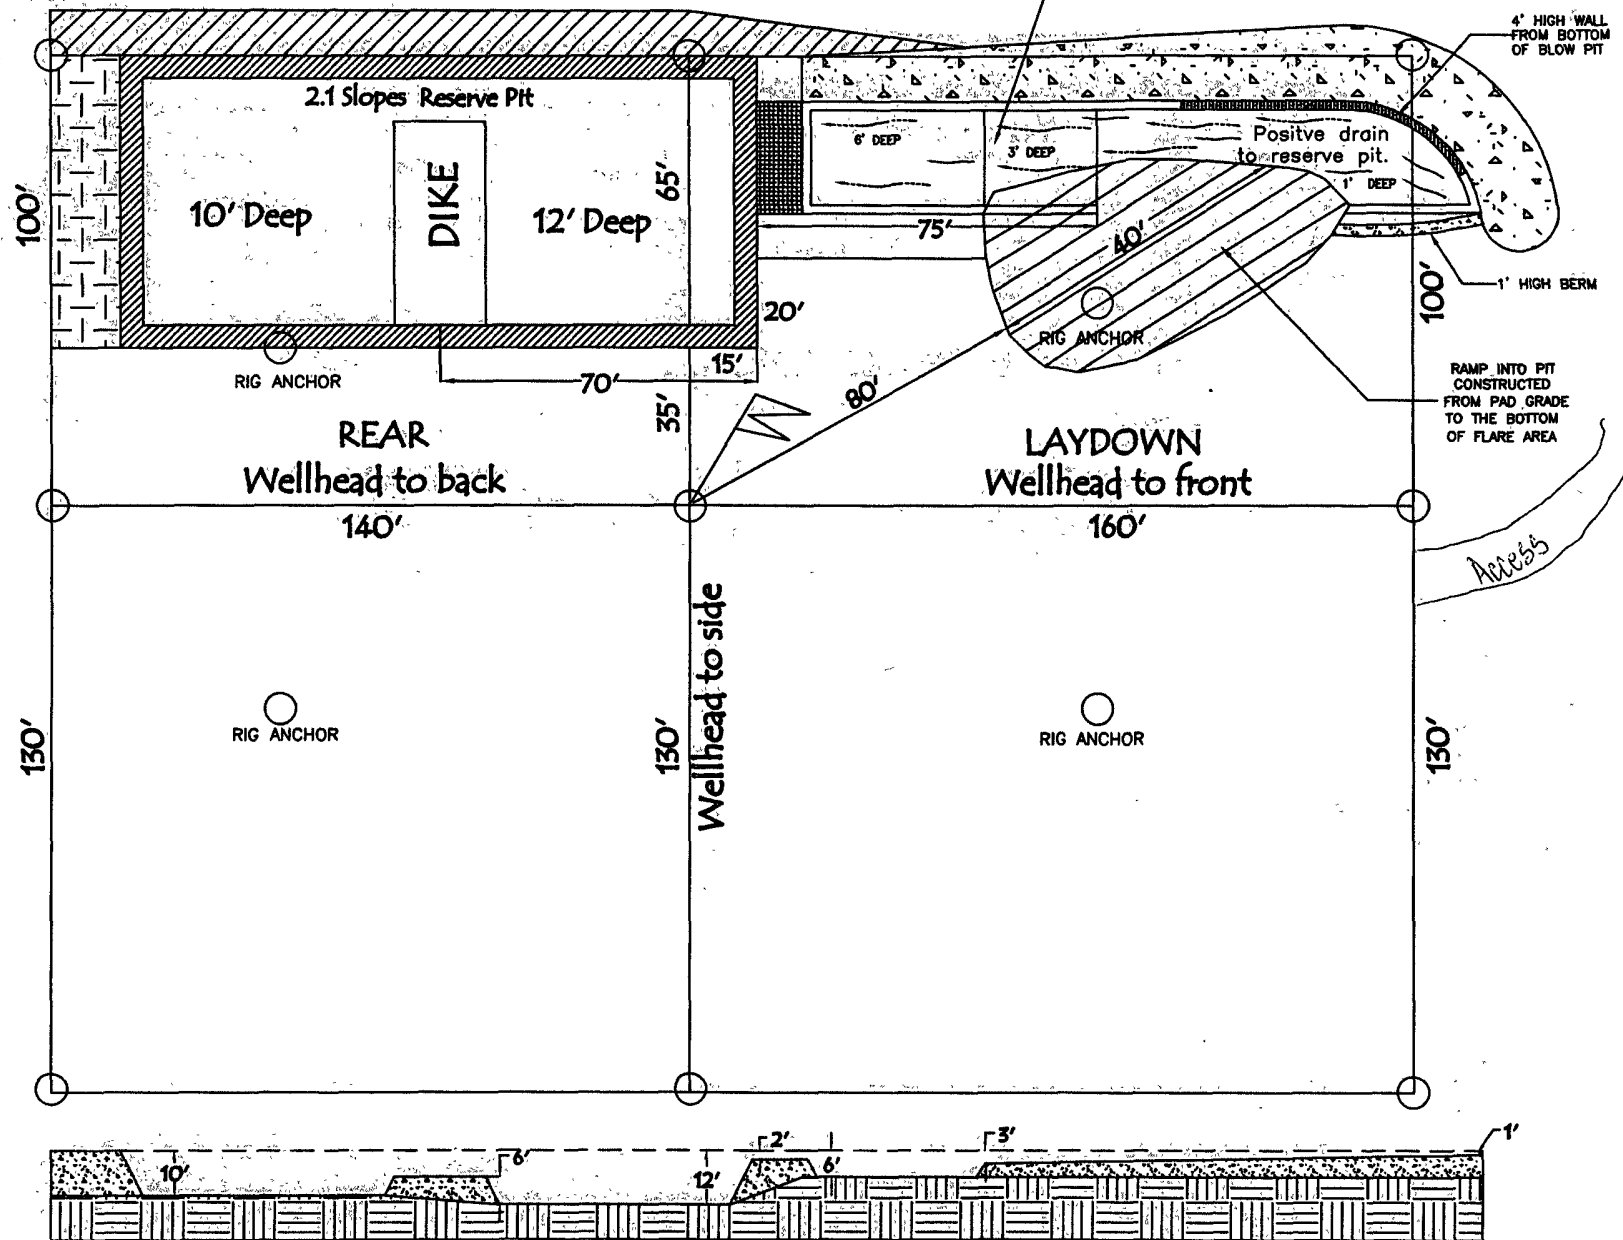 4' HIGH WALL
FROM BOTTOM
OF BLOW PIT
2.1 Slopes Reserve Pit
6' DEEP
3' DEEP
Positve drain
to reserve pit.
1' DEEP
100'
10' Deep
DIKE
12' Deep
65'
75'
40'
1' HIGH BERM
100'
20'
RIG ANCHOR
RIG ANCHOR
15'
70'
35'
80'
RAMP INTO PIT
CONSTRUCTED
FROM PAD GRADE
TO THE BOTTOM
OF FLARE AREA
REAR
Wellhead to back
LAYDOWN
Wellhead to front
140'
160'
Access
Wellhead to side
RIG ANCHOR
RIG ANCHOR
130'
130'
130'
10'
6'
12'
2'
6'
3'
1'